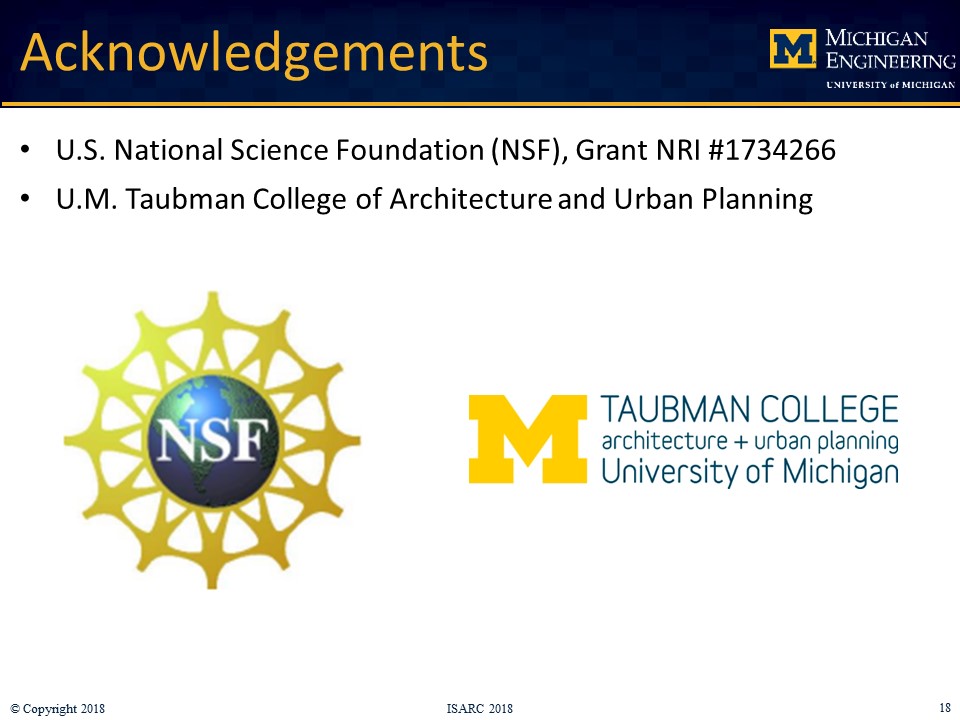 Acknowledgements
M MICHIGAN
ENGINEERING
UNIVERSITY of MICHIGAN
• U.S. National Science Foundation (NSF), Grant NRI #1734266
• U.M. Taubman College of Architecture and Urban Planning
NSF
M TAUBMAN COLLEGE
architecture + urban planning
University of Michigan
© Copyright 2018 ISARC 2018 18